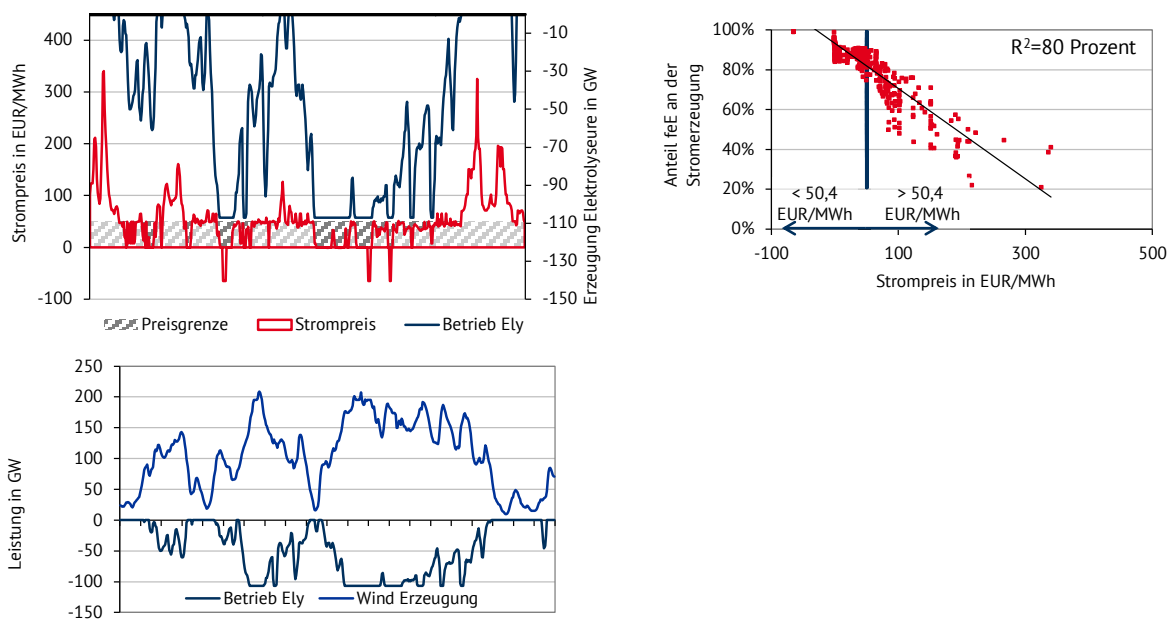 Strompreis in EUR/MWh
400
300
200
100
0
-100
-10
-30
-50
-70
-90
-110
-130
-150
Erzeugung Elektrolyseure in GW
Preisgrenze Strompreis Betrieb Ely
Anteil feE an der
Stromerzeugung
100%
80%
60%
40%
20%
0%
R²=80 Prozent
< 50,4
EUR/MWh
> 50,4
EUR/MWh
-100 100 300 500
Strompreis in EUR/MWh
Leistung in GW
250
200
150
100
50
0
-50
-100
-150
Betrieb Ely Wind Erzeugung